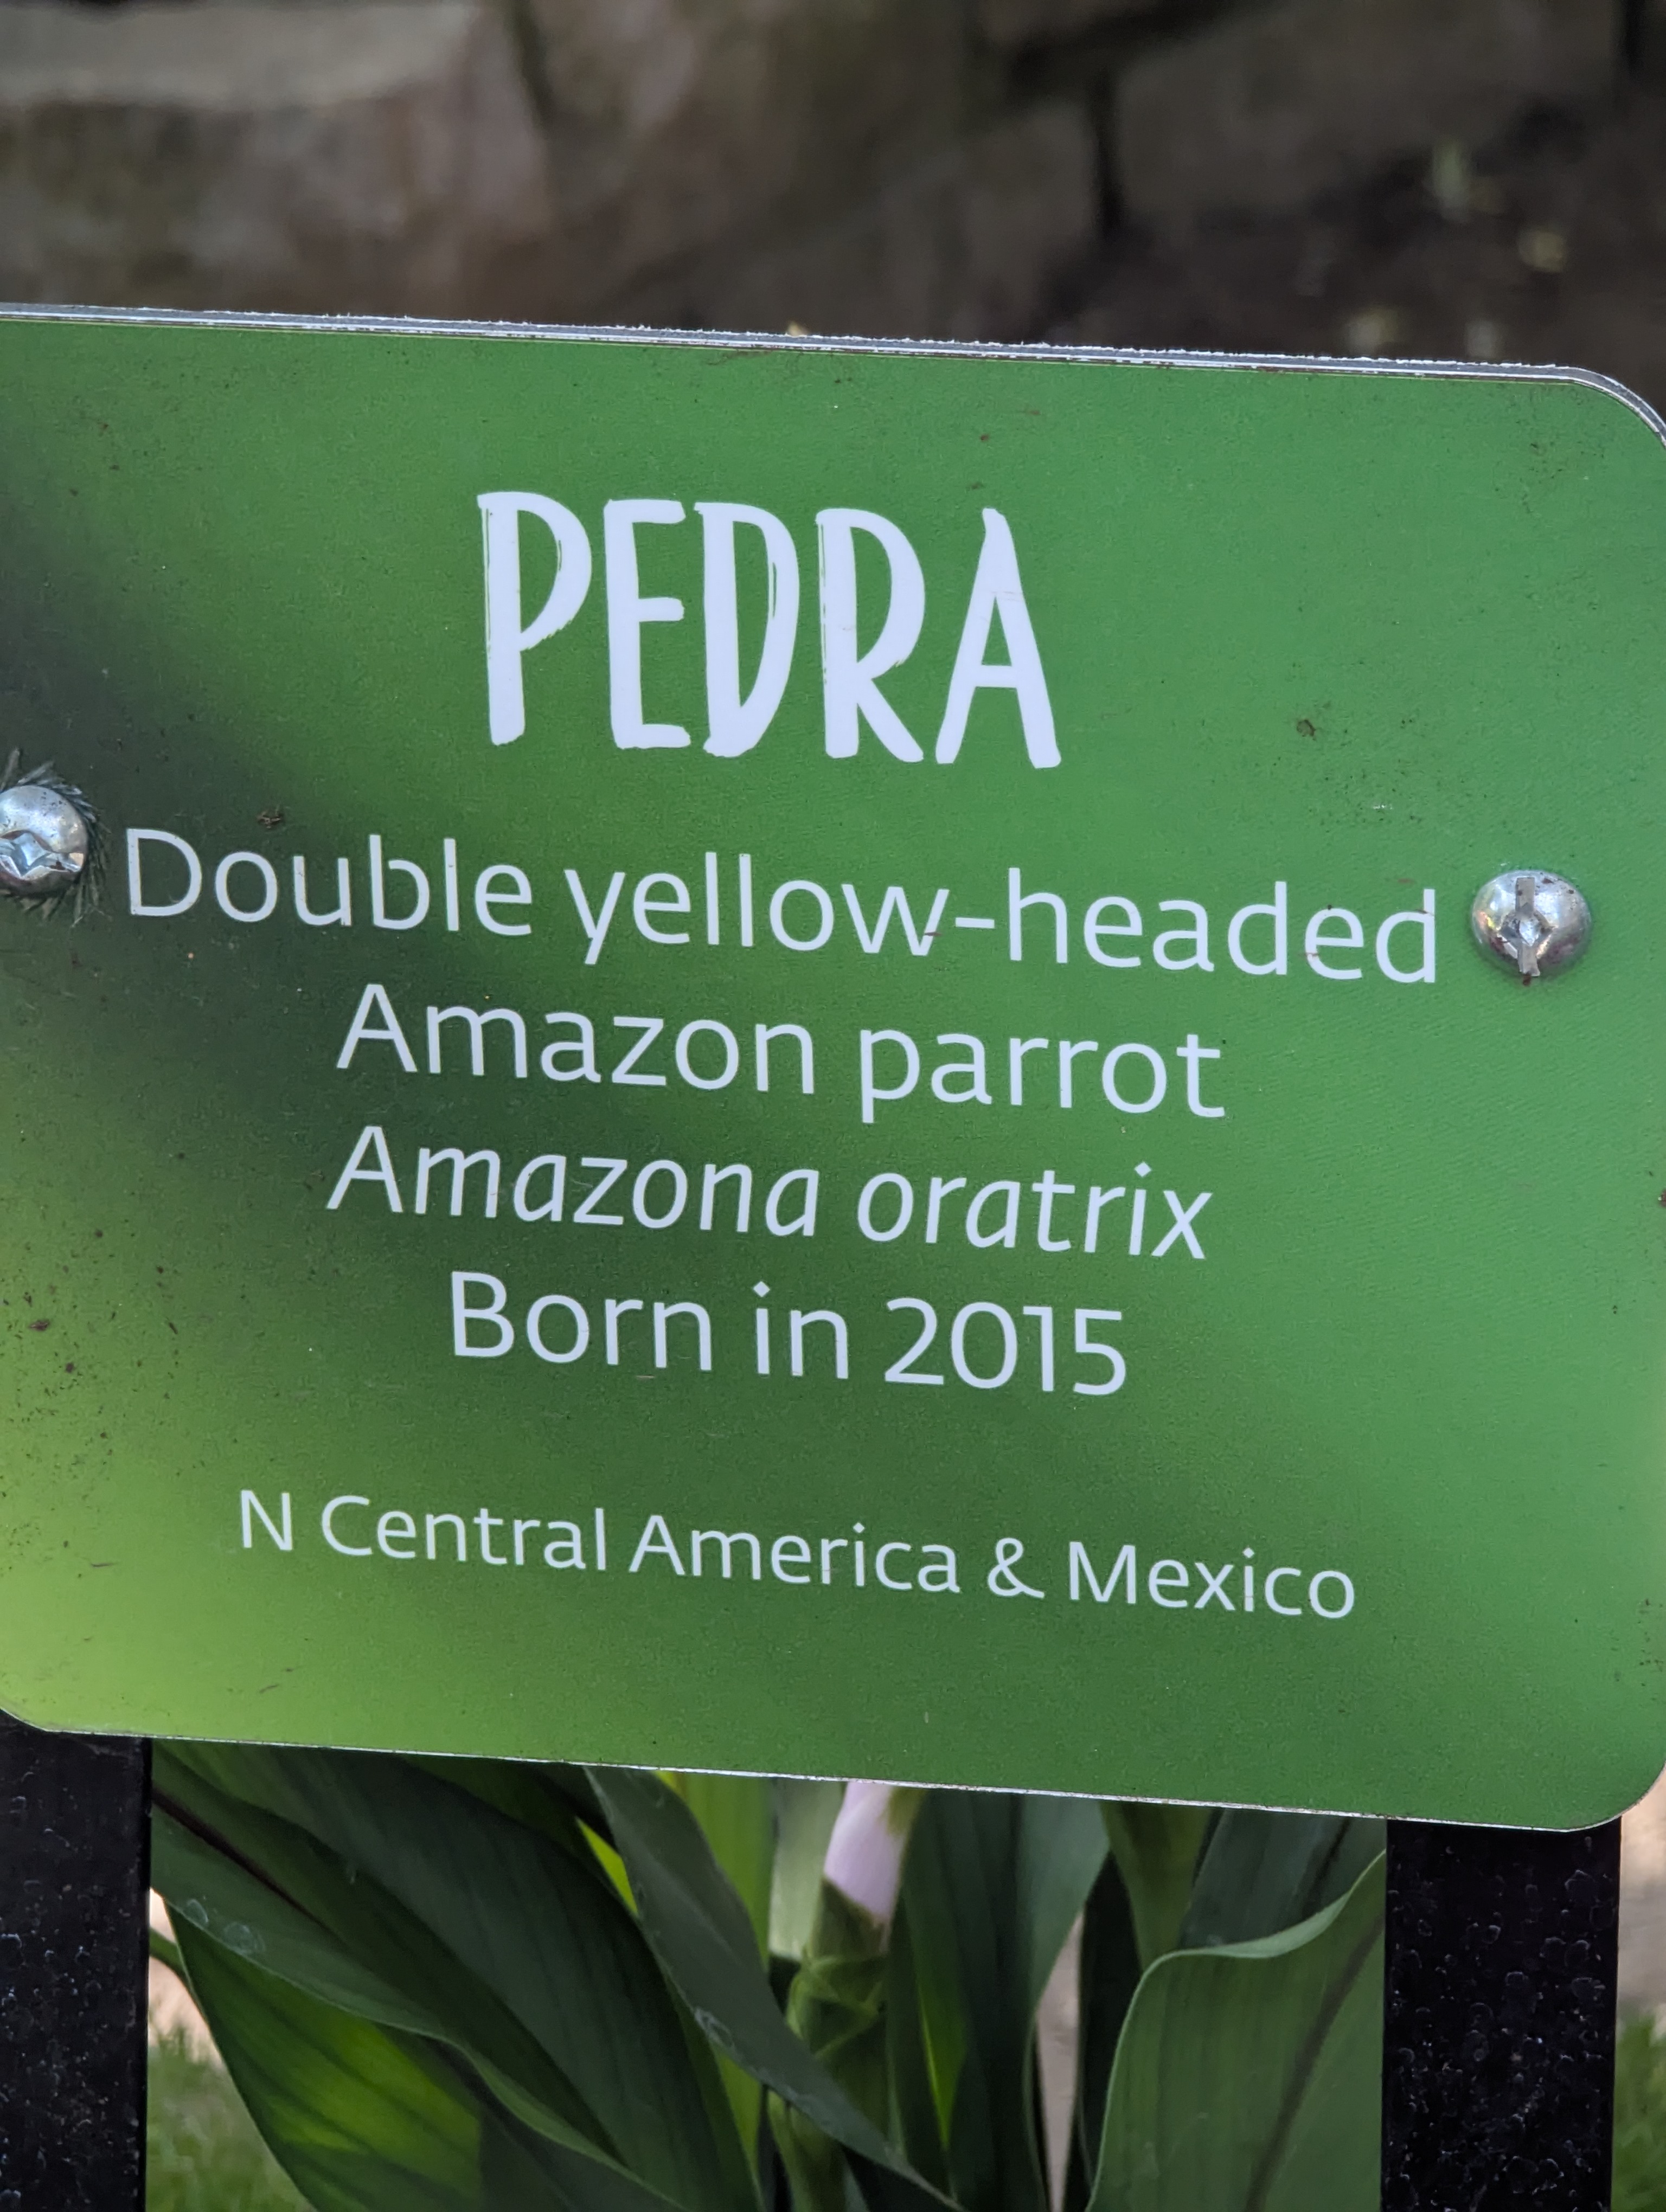 PEDRA
Double yellow-headed
Amazon parrot
Amazona oratrix
Born in 2015
N Central America & Mexico